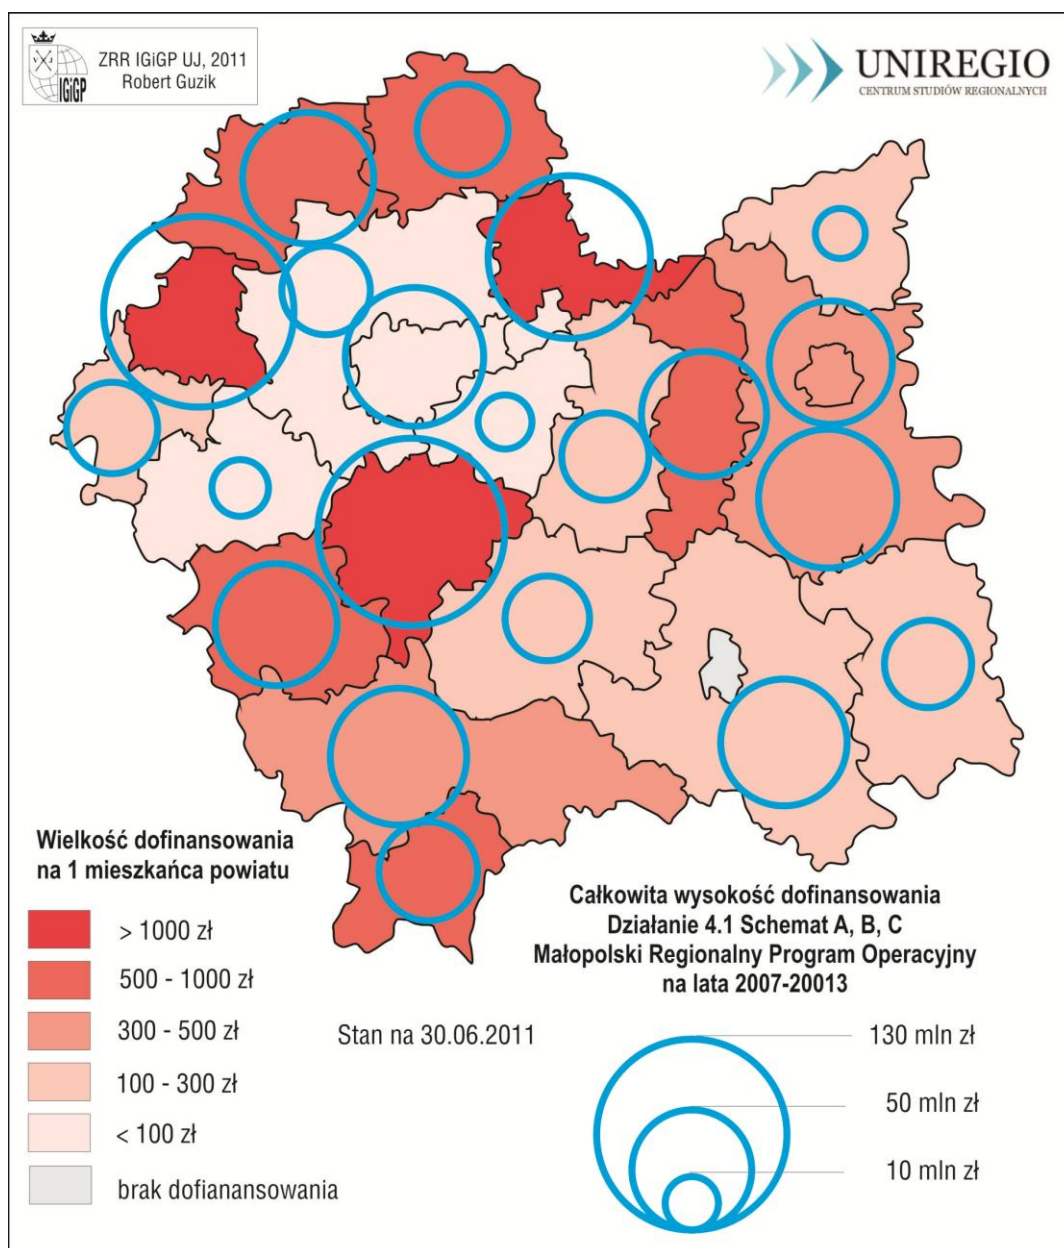 ZRR IGiGP UJ, 2011
Robert Guzik
IGiGP
UNIREGIO
CENTRUM STUDIÓW REGIONALNYCH
Wielkość dofinansowania
na 1 mieszkańca powiatu
> 1000 zł
500 - 1000 zł
300 - 500 zł
100 - 300 zł
< 100 zł
brak dofianansowania
Stan na 30.06.2011
Całkowita wysokość dofinansowania
Działanie 4.1 Schemat A, B, C
Małopolski Regionalny Program Operacyjny
na lata 2007-20013
130 mln zł
50 mln zł
10 mln zł